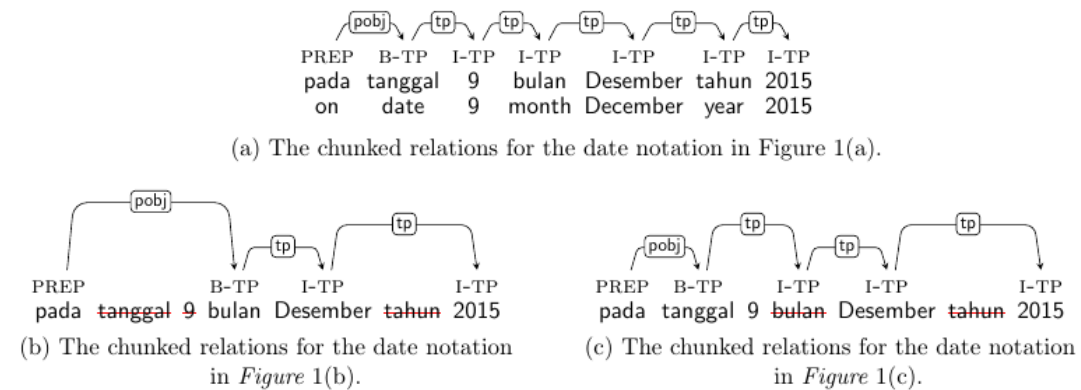 pobj tp tp tp tp tp
PREP B-TP I-TP I-TP I-TP I-TP I-TP
pada tanggal 9 bulan Desember tahun 2015
on date 9 month December year 2015
(a) The chunked relations for the date notation in Figure 1(a).
pobj tp tp
PREP B-TP I-TP I-TP
pada tanggal 9 bulan Desember tahun 2015
(b) The chunked relations for the date notation
in Figure 1(b).
pobj tp tp tp
PREP B-TP I-TP I-TP I-TP
pada tanggal 9 bulan Desember tahun 2015
(c) The chunked relations for the date notation
in Figure 1(c).